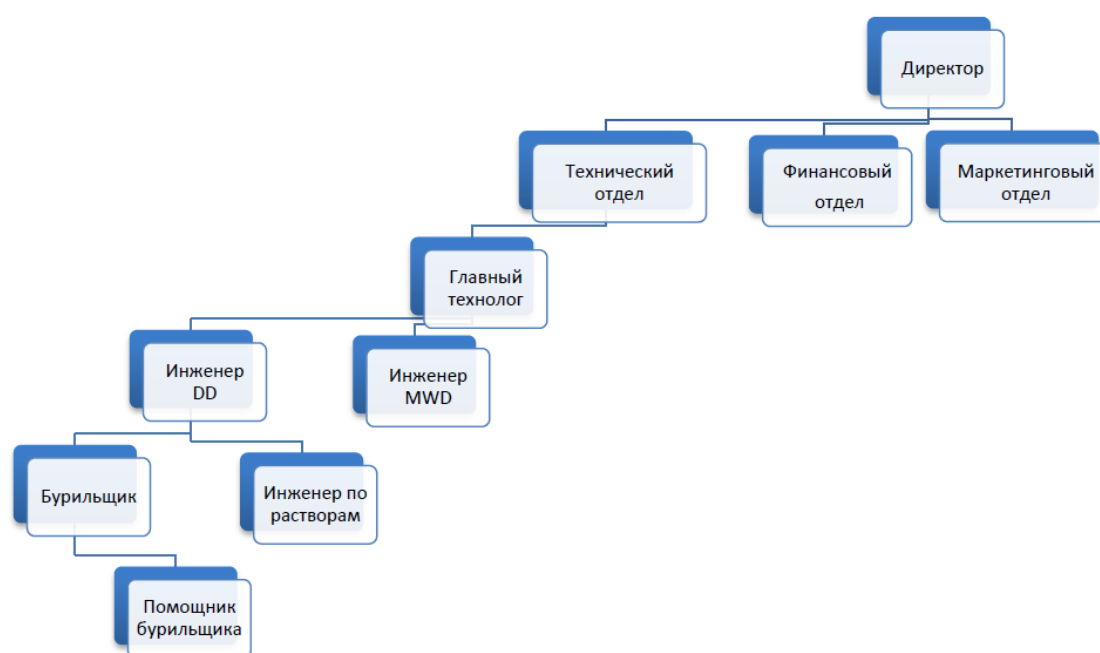 Директор
Технический
отдел
Финансовый
отдел
Маркетинговый
отдел
Главный
технолог
Инженер
DD
Инженер
MWD
Бурильщик
Инженер по
растворам
Помощник
бурильщика